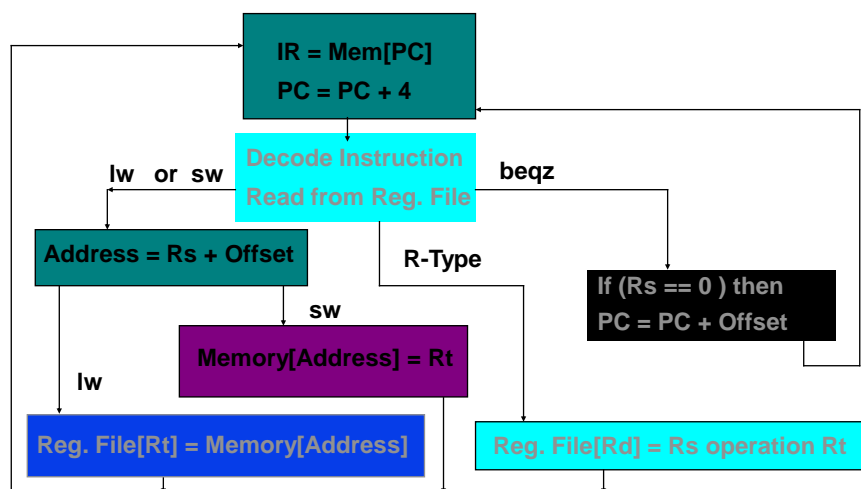 IR = Mem[PC]
PC = PC + 4
Decode Instruction
Read from Reg. File
lw or sw
beqz
Address = Rs + Offset
R-Type
If (Rs == 0 ) then
PC = PC + Offset
sw
Memory[Address] = Rt
lw
Reg. File[Rt] = Memory[Address]
Reg. File[Rd] = Rs operation Rt